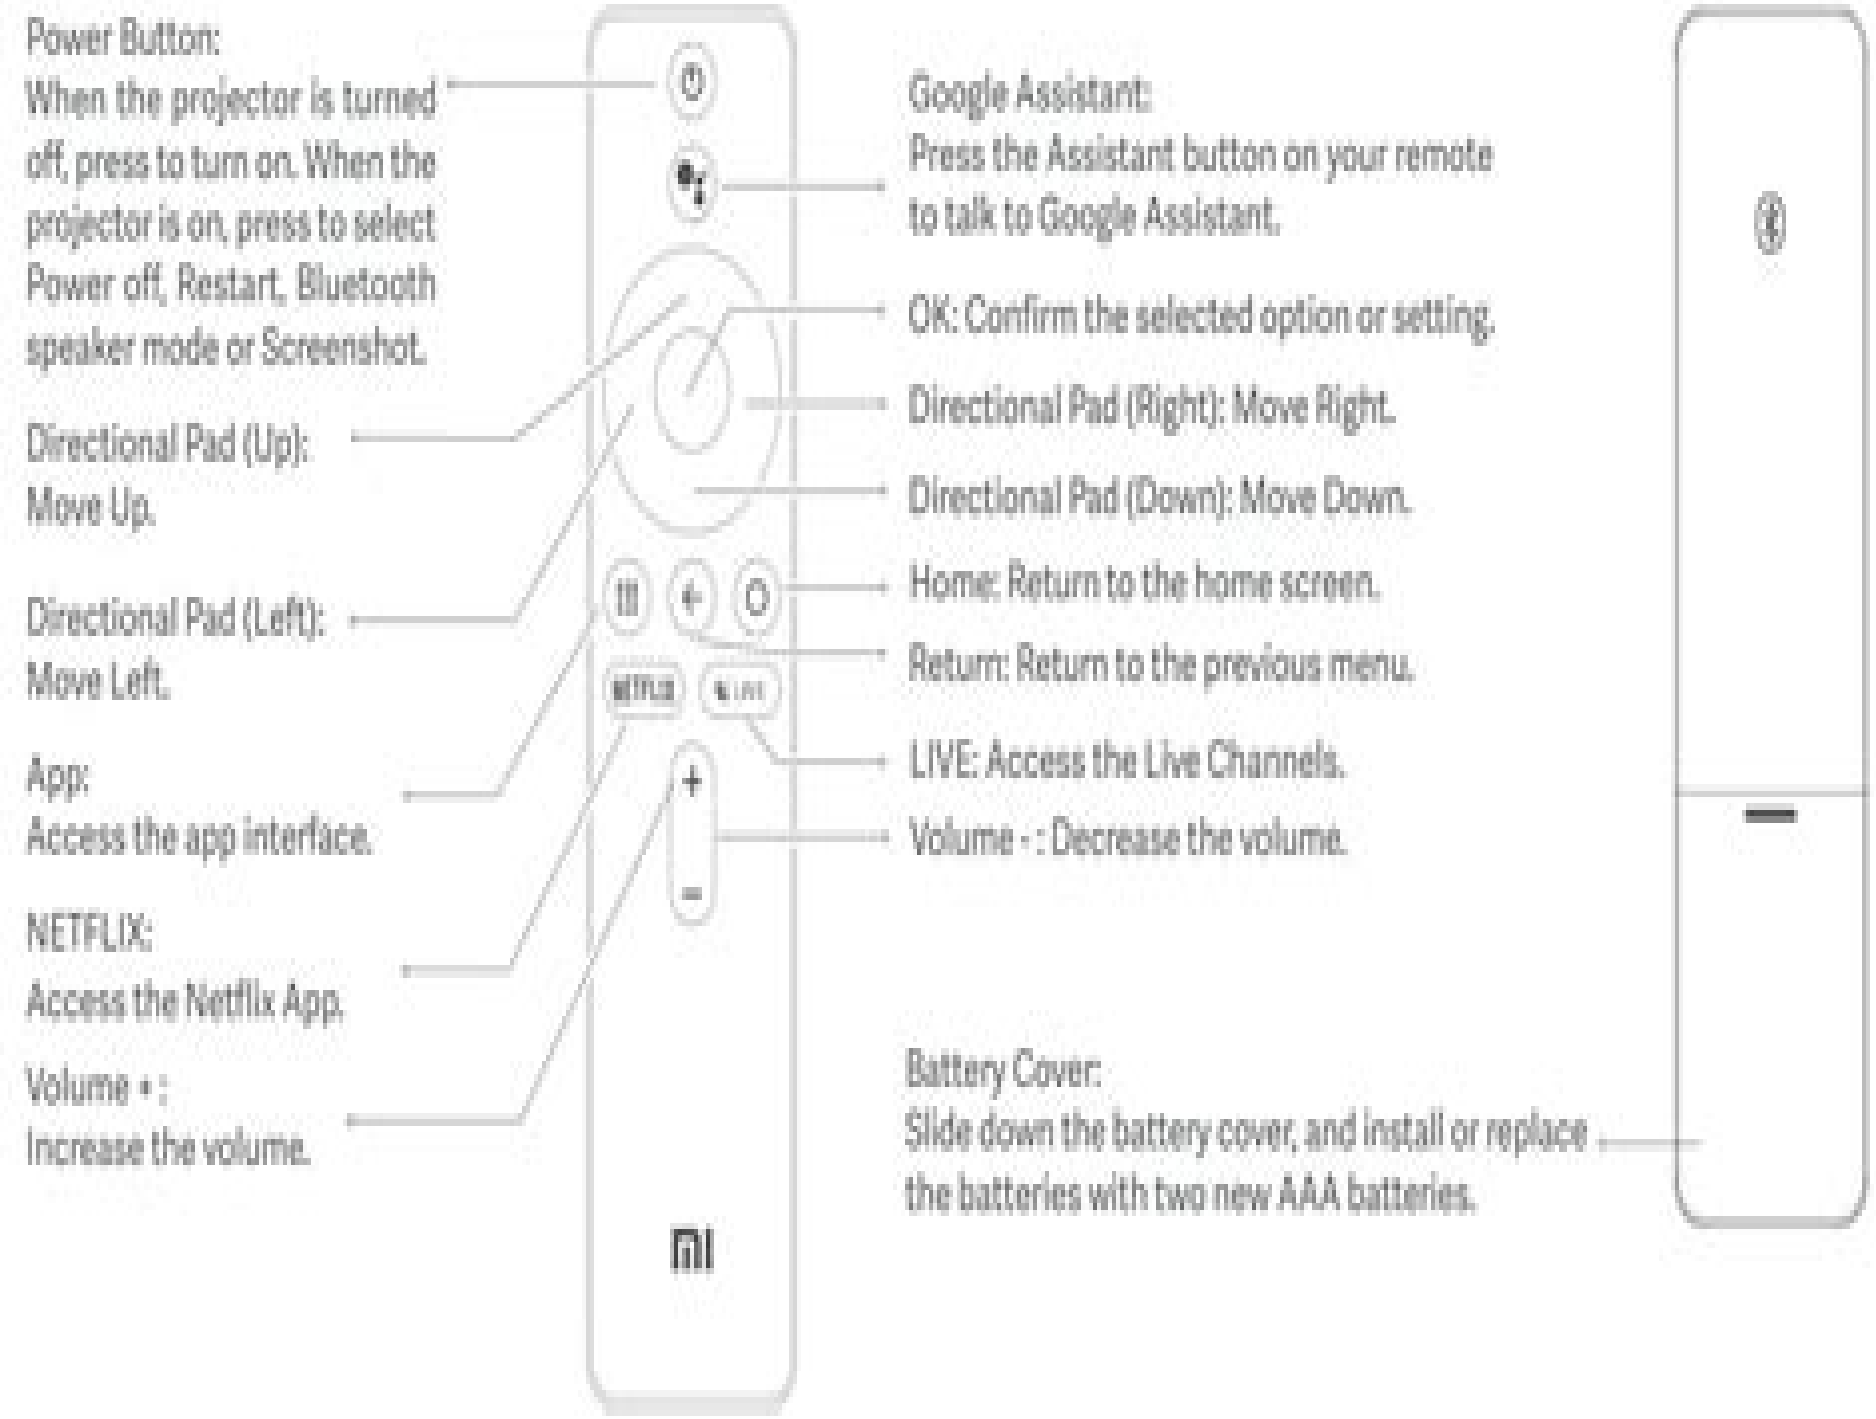 Power Button:
When the projector is turned
off, press to turn on. When the
projector is on, press to select
Power off, Restart, Bluetooth
speaker mode or Screenshot.
Directional Pad (Up):
Move Up.
Directional Pad (Left):
Move Left.
App:
Access the app interface.
NETFLIX:
Access the Netflix App.
Volume + :
Increase the volume.
NETFLIX
LIVE
+
−
mi
Google Assistant:
Press the Assistant button on your remote
to talk to Google Assistant.
OK: Confirm the selected option or setting.
Directional Pad (Right): Move Right.
Directional Pad (Down): Move Down.
Home: Return to the home screen.
Return: Return to the previous menu.
LIVE: Access the Live Channels.
Volume - : Decrease the volume.
Battery Cover:
Slide down the battery cover, and install or replace
the batteries with two new AAA batteries.